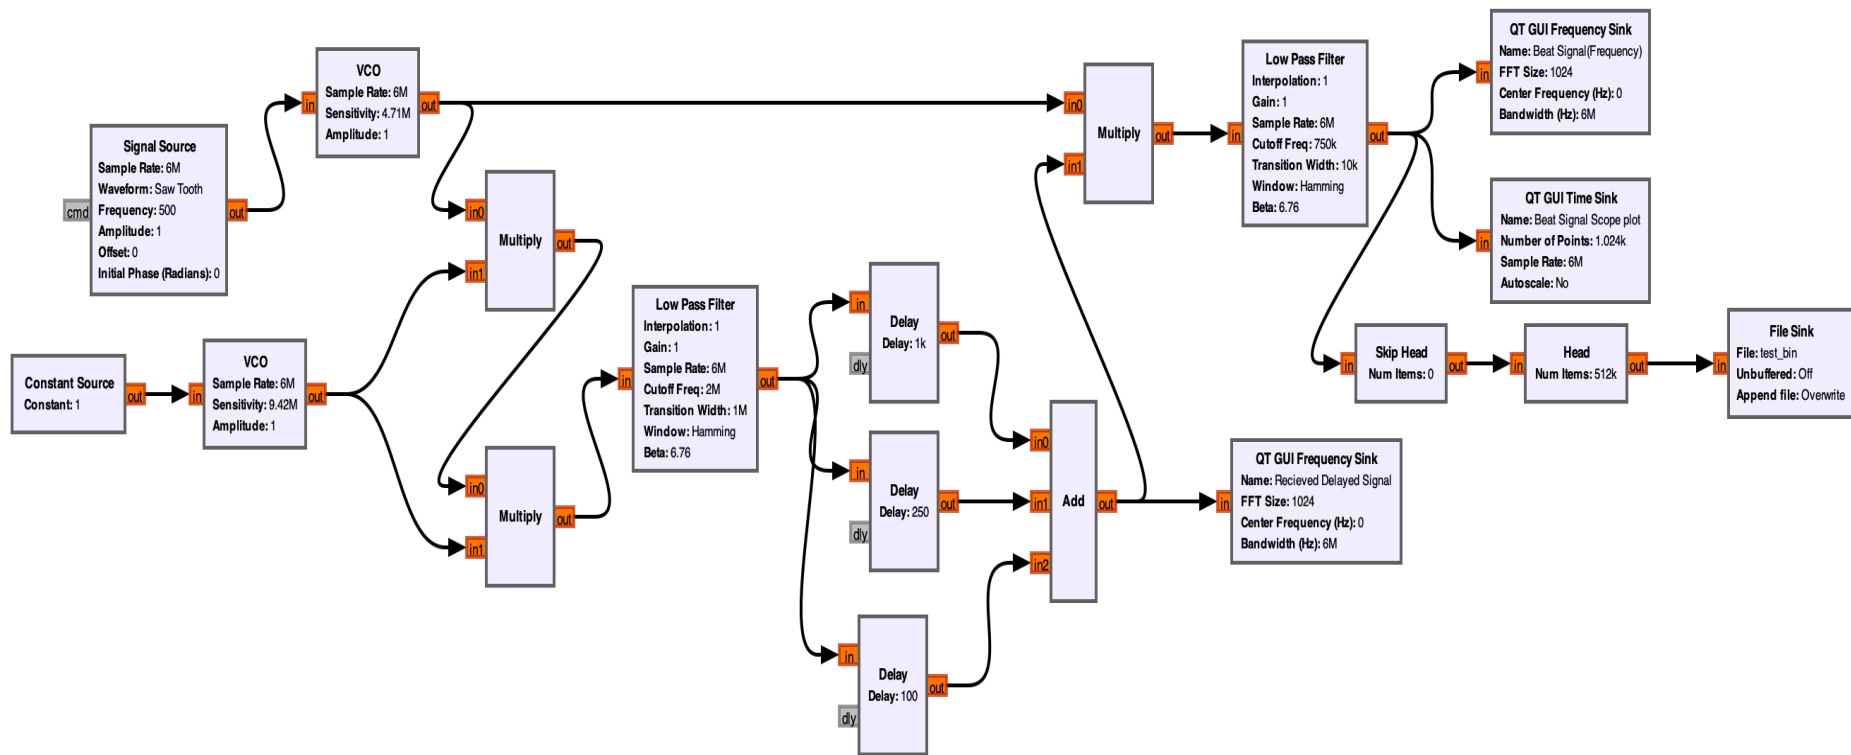 VCO
Sample Rate: 6M
Sensitivity: 4.71M
Amplitude: 1
in
out
Signal Source
Sample Rate: 6M
Waveform: Saw Tooth
Frequency: 500
Amplitude: 1
Offset: 0
Initial Phase (Radians): 0
cmd
out
Constant Source
Constant: 1
out
VCO
Sample Rate: 6M
Sensitivity: 9.42M
Amplitude: 1
in
out
Multiply
in0
in1
out
Multiply
in0
in1
out
Low Pass Filter
Interpolation: 1
Gain: 1
Sample Rate: 6M
Cutoff Freq: 2M
Transition Width: 1M
Window: Hamming
Beta: 6.76
in
out
Delay
Delay: 1k
in
dly
out
Delay
Delay: 250
in
dly
out
Delay
Delay: 100
in
dly
out
Add
in0
in1
in2
out
Multiply
in0
in1
out
Low Pass Filter
Interpolation: 1
Gain: 1
Sample Rate: 6M
Cutoff Freq: 750k
Transition Width: 10k
Window: Hamming
Beta: 6.76
in
out
QT GUI Frequency Sink
Name: Beat Signal(Frequency)
FFT Size: 1024
Center Frequency (Hz): 0
Bandwidth (Hz): 6M
in
QT GUI Time Sink
Name: Beat Signal Scope plot
Number of Points: 1.024k
Sample Rate: 6M
Autoscale: No
in
Skip Head
Num Items: 0
in
out
Head
Num Items: 512k
in
out
File Sink
File: test_bin
Unbuffered: Off
Append file: Overwrite
in
QT GUI Frequency Sink
Name: Recieved Delayed Signal
FFT Size: 1024
Center Frequency (Hz): 0
Bandwidth (Hz): 6M
in